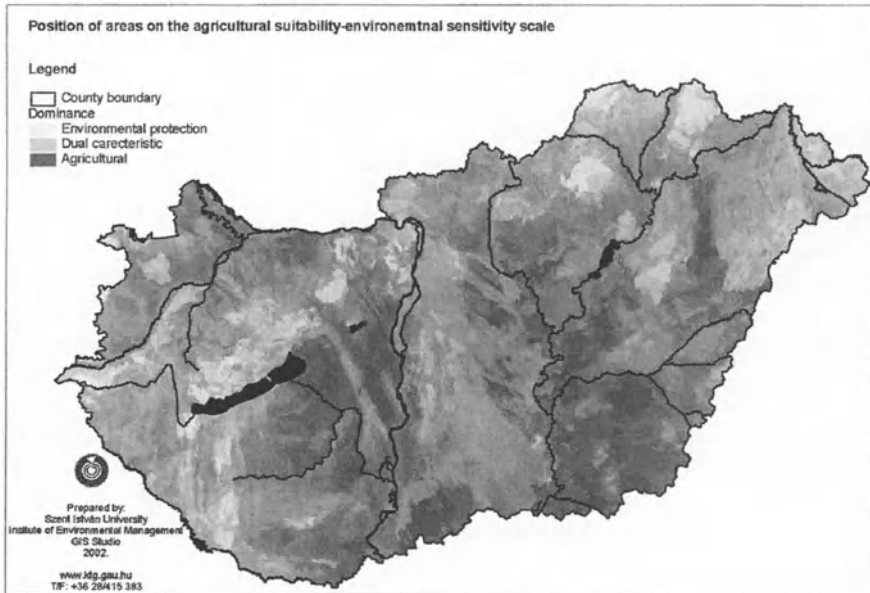 Position of areas on the agricultural suitability-environemtnal sensitivity scale
Legend
County boundary
Dominance
Environmental protection
Dual carecteristic
Agricultural
Prepared by:
Szent István University
Institute of Environmental Management
GIS Studio
2002.
www.kdg.gau.hu
T/F: +36 28/415 383